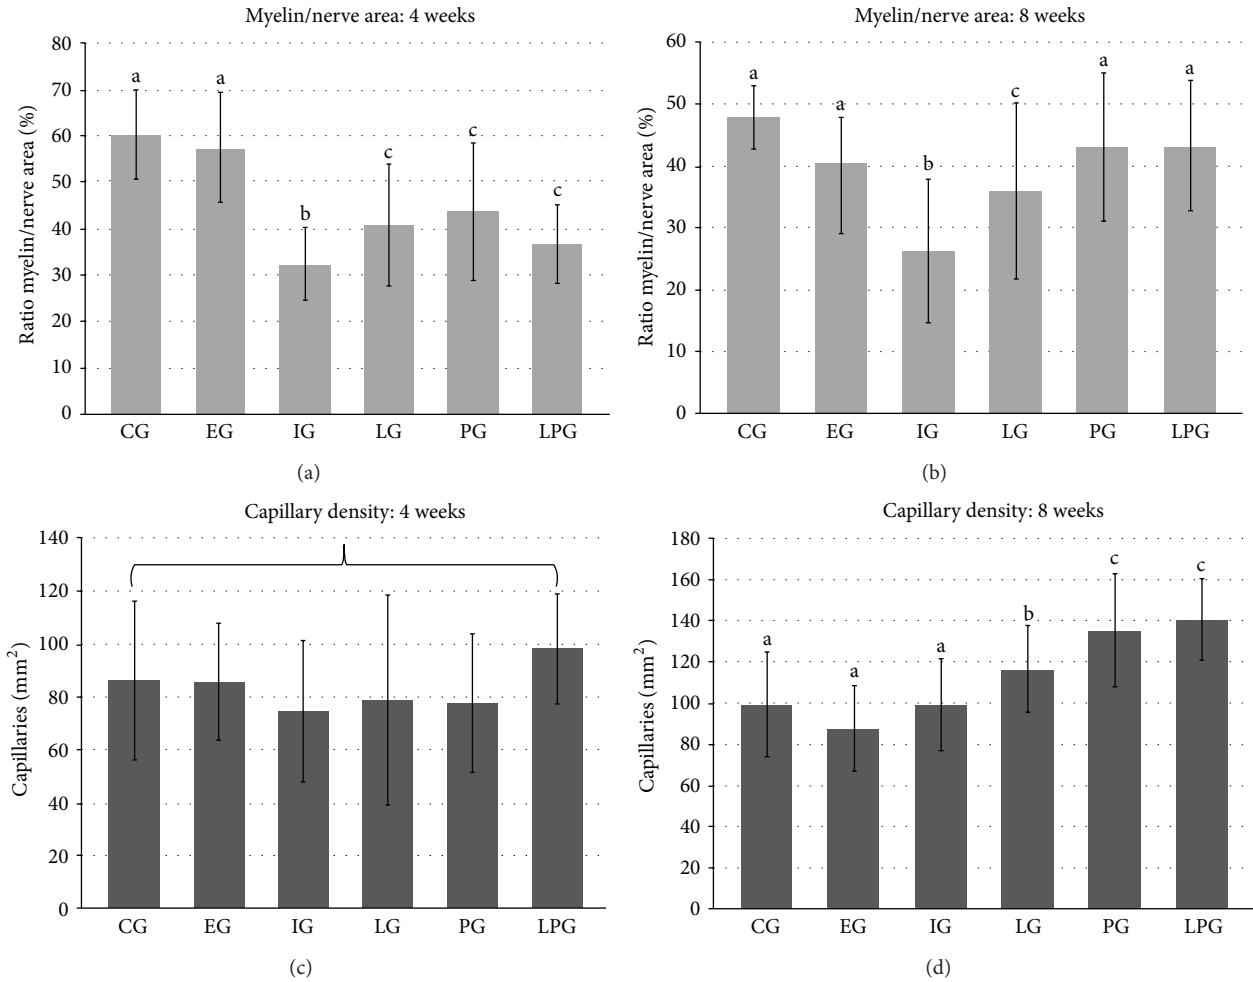 Myelin/nerve area: 4 weeks
Ratio myelin/nerve area (%)
80
70
60
50
40
30
20
10
0
a
a
b
c
c
c
CG EG IG LG PG LPG
(a)
Myelin/nerve area: 8 weeks
Ratio myelin/nerve area (%)
60
50
40
30
20
10
0
a
a
b
c
a
a
CG EG IG LG PG LPG
(b)
Capillary density: 4 weeks
Capillaries (mm²)
140
120
100
80
60
40
20
0
CG EG IG LG PG LPG
(c)
Capillary density: 8 weeks
Capillaries (mm²)
180
160
140
120
100
80
60
40
20
0
a
a
a
b
c
c
CG EG IG LG PG LPG
(d)